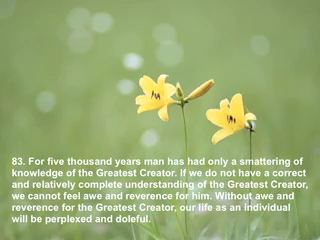 83. For five thousand years man has had only a smattering of
knowledge of the Greatest Creator. If we do not have a correct
and relatively complete understanding of the Greatest Creator,
we cannot feel awe and reverence for him. Without awe and
reverence for the Greatest Creator, our life as an individual
will be perplexed and doleful.